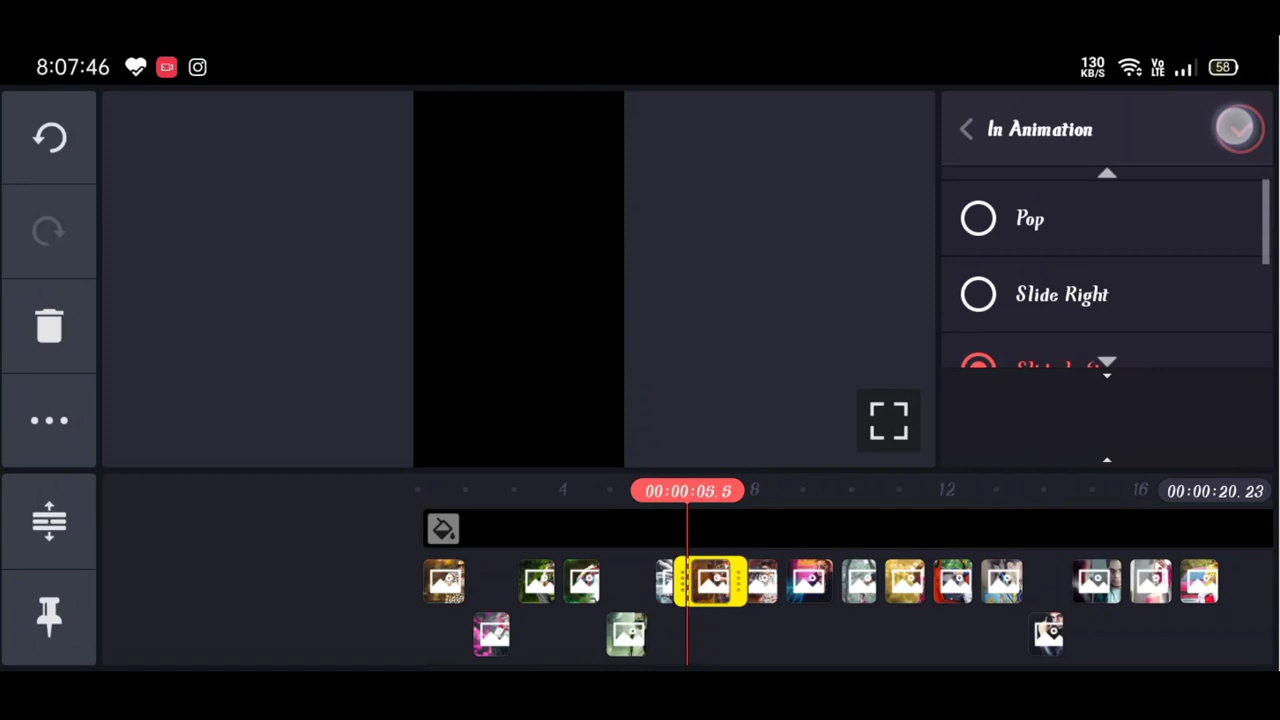 8:07:46
130 KB/S
Vo LTE
58
In Animation
Pop
Slide Right
4
00:00:05.5
8
12
16
00:00:20.23